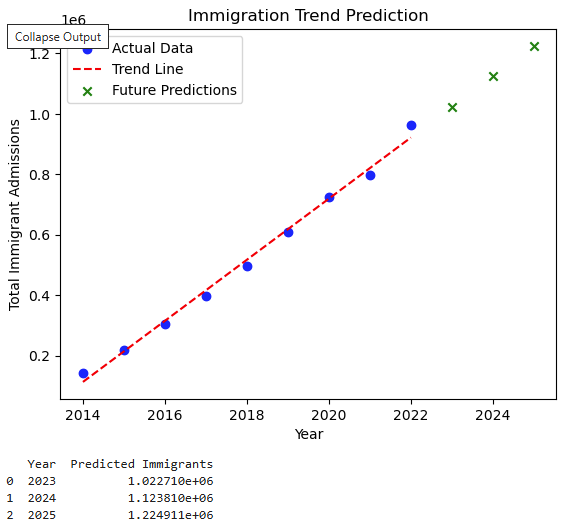 Immigration Trend Prediction
1e6
Collapse Output
Actual Data
Trend Line
Future Predictions
1.2
1.0
0.8
0.6
0.4
0.2
Total Immigrant Admissions
2014 2016 2018 2020 2022 2024
Year
Year Predicted Immigrants
0 2023 1.022710e+06
1 2024 1.123810e+06
2 2025 1.224911e+06